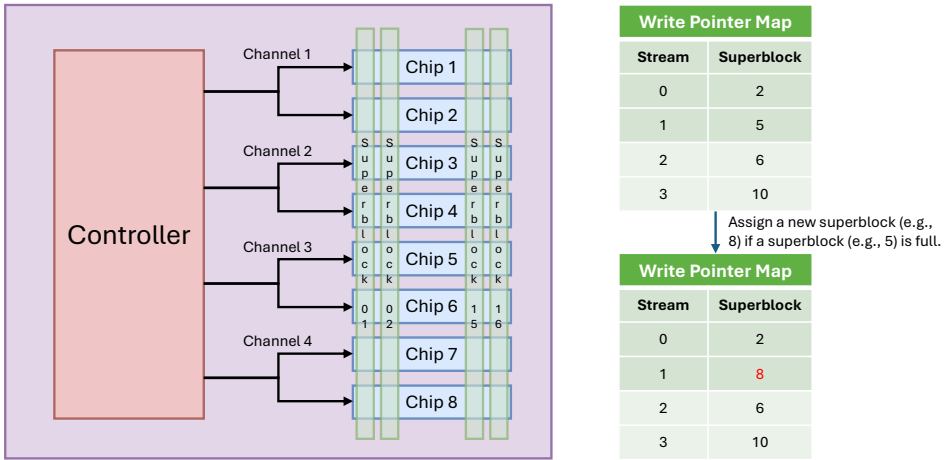 Controller
Channel 1
Channel 2
Channel 3
Channel 4
Chip 1
Chip 2
Chip 3
Chip 4
Chip 5
Chip 6
Chip 7
Chip 8
Superblock 01
Superblock 02
Superblock 15
Superblock 16
Write Pointer Map
Stream Superblock
0 2
1 5
2 6
3 10
Assign a new superblock (e.g.,
8) if a superblock (e.g., 5) is full.
Write Pointer Map
Stream Superblock
0 2
1 8
2 6
3 10